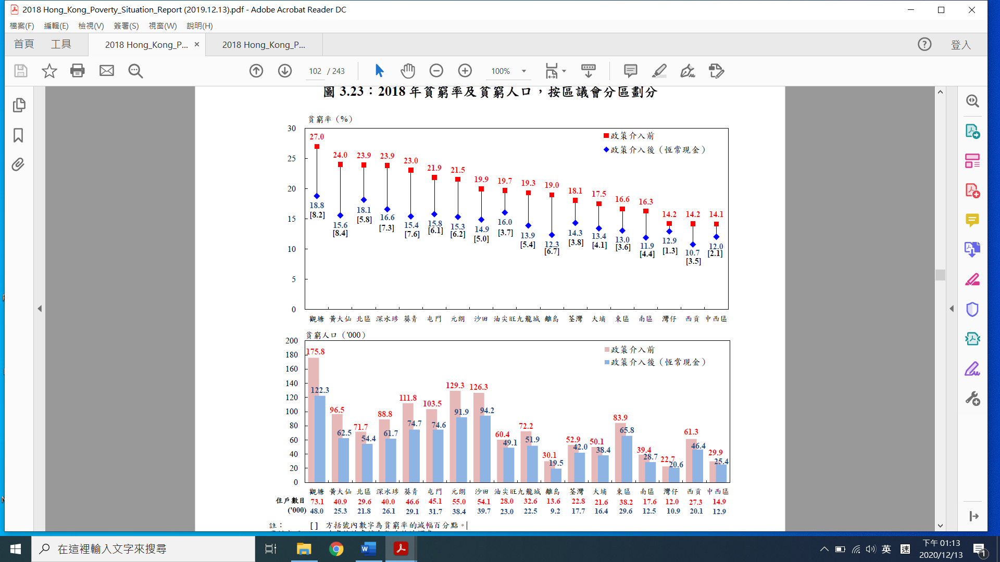 2018 Hong_Kong_Poverty_Situation_Report (2019.12.13).pdf - Adobe Acrobat Reader DC
檔案(F) 編輯(E) 檢視(V) 簽署(S) 視窗(W) 說明(H)
首頁 工具 2018 Hong_Kong_P... × 2018 Hong_Kong_P... 登入
102 / 243 100%
圖 3.23：2018 年貧窮率及貧窮人口，按區議會分區劃分
貧窮率（%）
政策介入前
政策介入後（恆常現金）
30
25
20
15
10
5
0
27.0 24.0 23.9 23.9 23.0 21.9 21.5 19.9 19.7 19.3 19.0 18.1 17.5 16.6 16.3 14.2 14.2 14.1
18.8 15.6 18.1 16.6 15.4 15.8 15.3 14.9 16.0 13.9 12.3 14.3 13.4 13.0 11.9 12.9 10.7 12.0
[8.2] [8.4] [5.8] [7.3] [7.6] [6.1] [6.2] [5.0] [3.7] [5.4] [6.7] [3.8] [4.1] [3.6] [4.4] [1.3] [3.5] [2.1]
觀塘 黃大仙 北區 深水埗 葵青 屯門 元朗 沙田 油尖旺 九龍城 離島 荃灣 大埔 東區 南區 灣仔 西貢 中西區
貧窮人口（'000）
政策介入前
政策介入後（恆常現金）
200
180
160
140
120
100
80
60
40
20
0
175.8 96.5 71.7 88.8 111.8 103.5 129.3 126.3 60.4 72.2 30.1 52.9 50.1 83.9 39.4 22.7 61.3 29.9
122.3 62.5 54.4 61.7 74.7 74.6 91.9 94.2 49.1 51.9 19.5 42.0 38.4 65.8 28.7 20.6 46.4 25.4
觀塘 黃大仙 北區 深水埗 葵青 屯門 元朗 沙田 油尖旺 九龍城 離島 荃灣 大埔 東區 南區 灣仔 西貢 中西區
住戶數目 73.1 40.9 29.6 40.0 46.6 45.1 55.0 54.1 28.0 32.6 13.6 22.8 21.6 38.2 17.6 12.0 27.3 14.9
('000) 48.0 25.3 21.8 26.1 29.1 31.7 38.4 39.7 23.0 22.5 9.2 17.7 16.4 29.6 12.5 10.9 20.1 12.9
註： [ ] 方括號內數字為貧窮率的減幅百分點。
在這裡輸入文字來搜尋
英 速
下午 01:13
2020/12/13
1